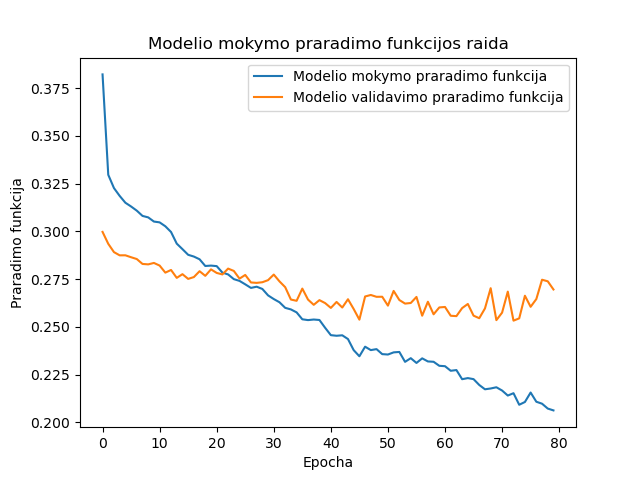 Modelio mokymo praradimo funkcijos raida
Modelio mokymo praradimo funkcija
Modelio validavimo praradimo funkcija
Praradimo funkcija
0.375
0.350
0.325
0.300
0.275
0.250
0.225
0.200
0 10 20 30 40 50 60 70 80
Epocha